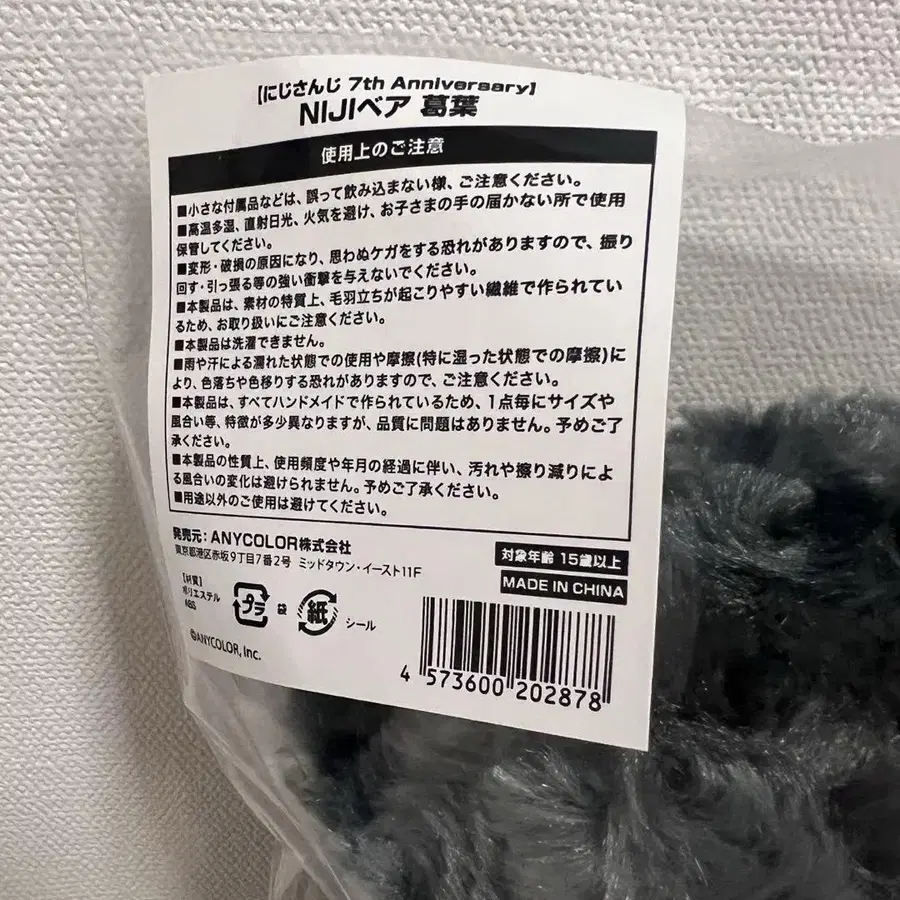 【にじさんじ 7th Anniversary】
NIJIベア 葛葉
使用上のご注意
■小さな付属品などは、誤って飲み込まない様、ご注意ください。
■高温多湿、直射日光、火気を避け、お子さまの手の届かない所で使用
保管してください。
■変形・破損の原因になり、思わぬケガをする恐れがありますので、振り
回す・引っ張る等の強い衝撃を与えないでください。
■本製品は、素材の特質上、毛羽立ちが起こりやすい繊維で作られてい
るため、お取り扱いにご注意ください。
■本製品は洗濯できません。
■雨や汗による濡れた状態での使用や摩擦(特に湿った状態での摩擦)に
より、色落ちや色移りする恐れがありますので、ご注意ください。
■本製品は、すべてハンドメイドで作られているため、1点毎にサイズや
風合い等、特徴が多少異なりますが、品質に問題はありません。予めご了
承ください。
■本製品の性質上、使用頻度や年月の経過に伴い、汚れや擦り減りによ
る風合いの変化は避けられません。予めご了承ください。
■用途以外のご使用は避けてください。
発売元：ANYCOLOR株式会社
東京都港区赤坂9丁目7番2号 ミッドタウン・イースト11F
対象年齢 15歳以上
MADE IN CHINA
【材質】
ポリエステル
ABS
プラ 袋 紙 シール
©ANYCOLOR, Inc.
4 573600 202878